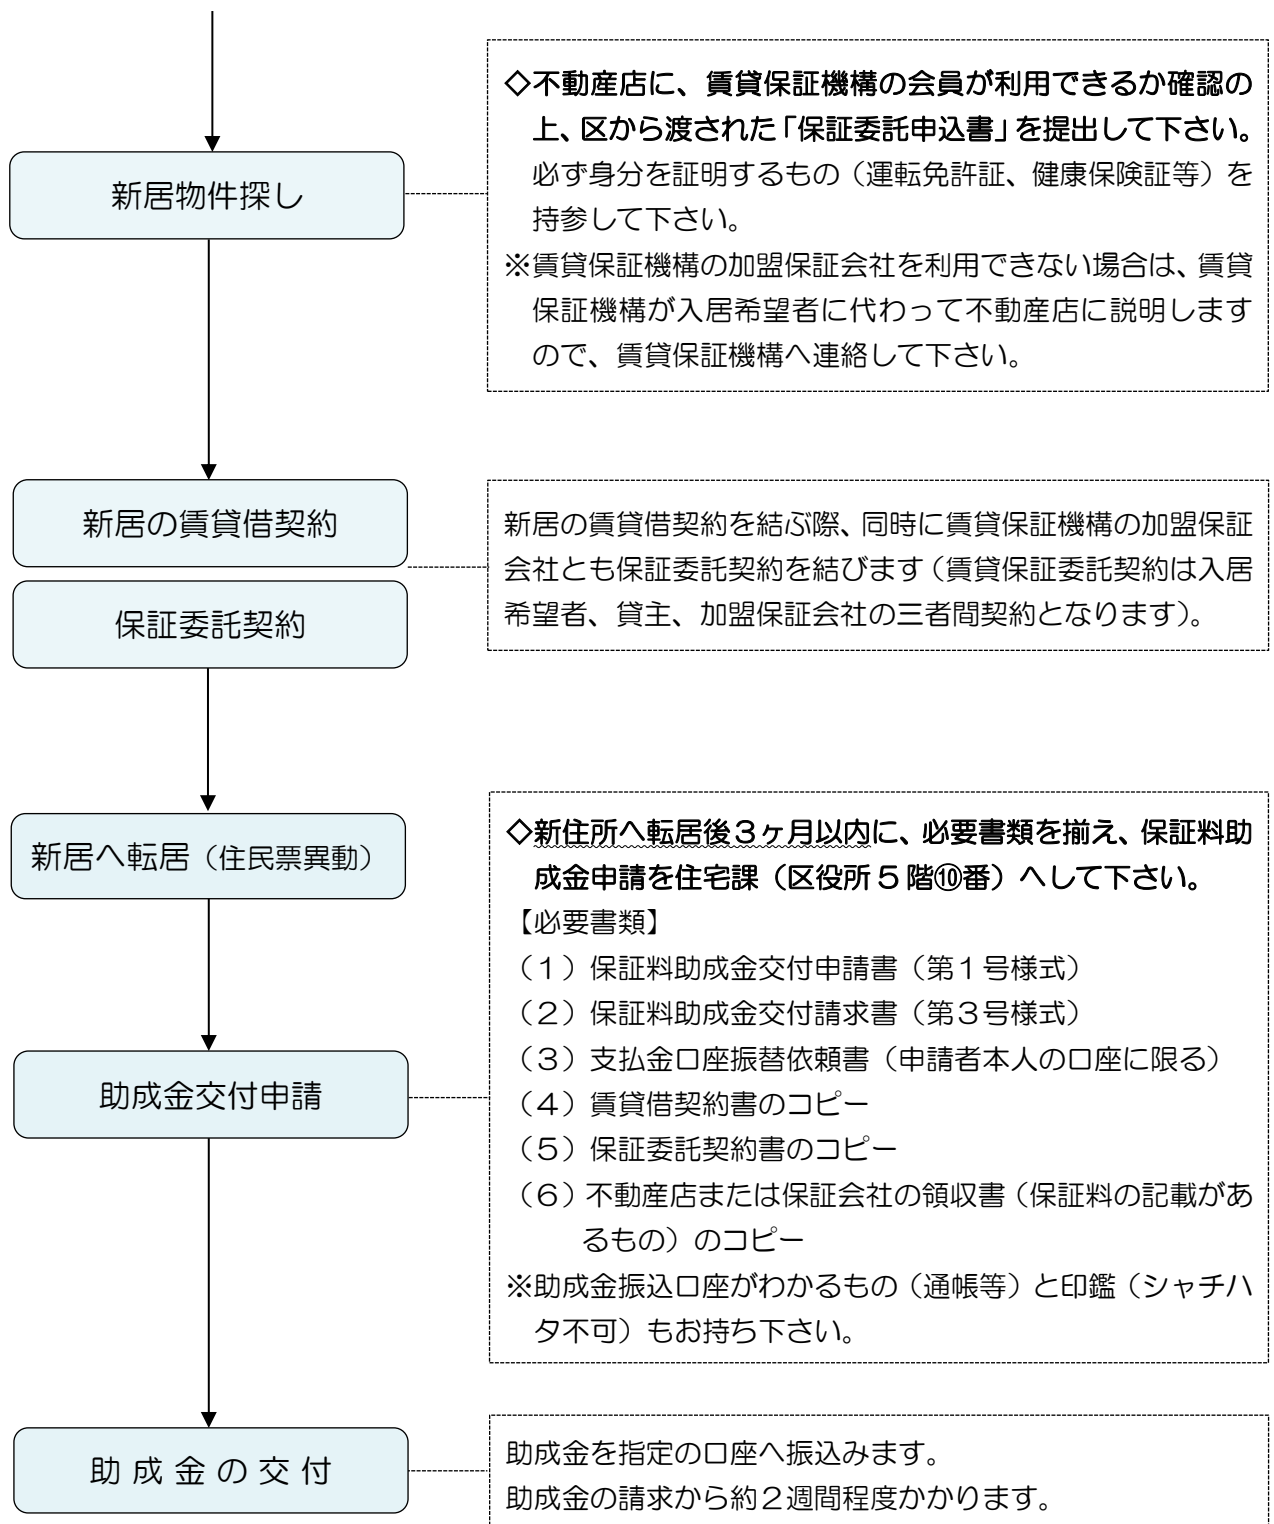 新居物件探し
◇不動産店に、賃貸保証機構の会員が利用できるか確認の
上、区から渡された「保証委託申込書」を提出して下さい。
必ず身分を証明するもの（運転免許証、健康保険証等）を
持参して下さい。
※賃貸保証機構の加盟保証会社を利用できない場合は、賃貸
保証機構が入居希望者に代わって不動産店に説明します
ので、賃貸保証機構へ連絡して下さい。
新居の賃貸借契約
保証委託契約
新居の賃貸借契約を結ぶ際、同時に賃貸保証機構の加盟保証
会社とも保証委託契約を結びます（賃貸保証委託契約は入居
希望者、貸主、加盟保証会社の三者間契約となります）。
新居へ転居（住民票異動）
助成金交付申請
◇新住所へ転居後３ヶ月以内に、必要書類を揃え、保証料助
成金申請を住宅課（区役所５階⑩番）へして下さい。
【必要書類】
（１）保証料助成金交付申請書（第１号様式）
（２）保証料助成金交付請求書（第３号様式）
（３）支払金口座振替依頼書（申請者本人の口座に限る）
（４）賃貸借契約書のコピー
（５）保証委託契約書のコピー
（６）不動産店または保証会社の領収書（保証料の記載があ
るもの）のコピー
※助成金振込口座がわかるもの（通帳等）と印鑑（シャチハ
タ不可）もお持ち下さい。
助成金の交付
助成金を指定の口座へ振込みます。
助成金の請求から約２週間程度かかります。